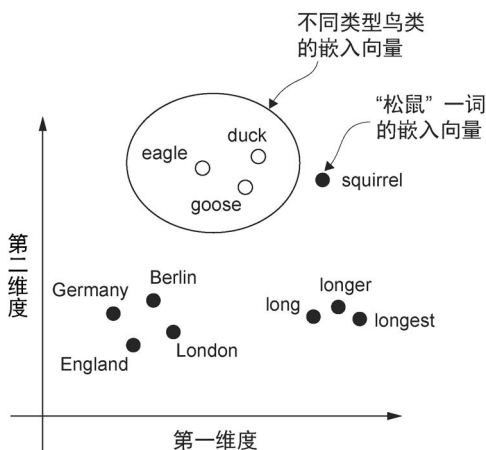 不同类型鸟类
的嵌入向量
“松鼠”一词
的嵌入向量
duck
eagle
goose
squirrel
第二维度
Germany
Berlin
England
London
long
longer
longest
第一维度